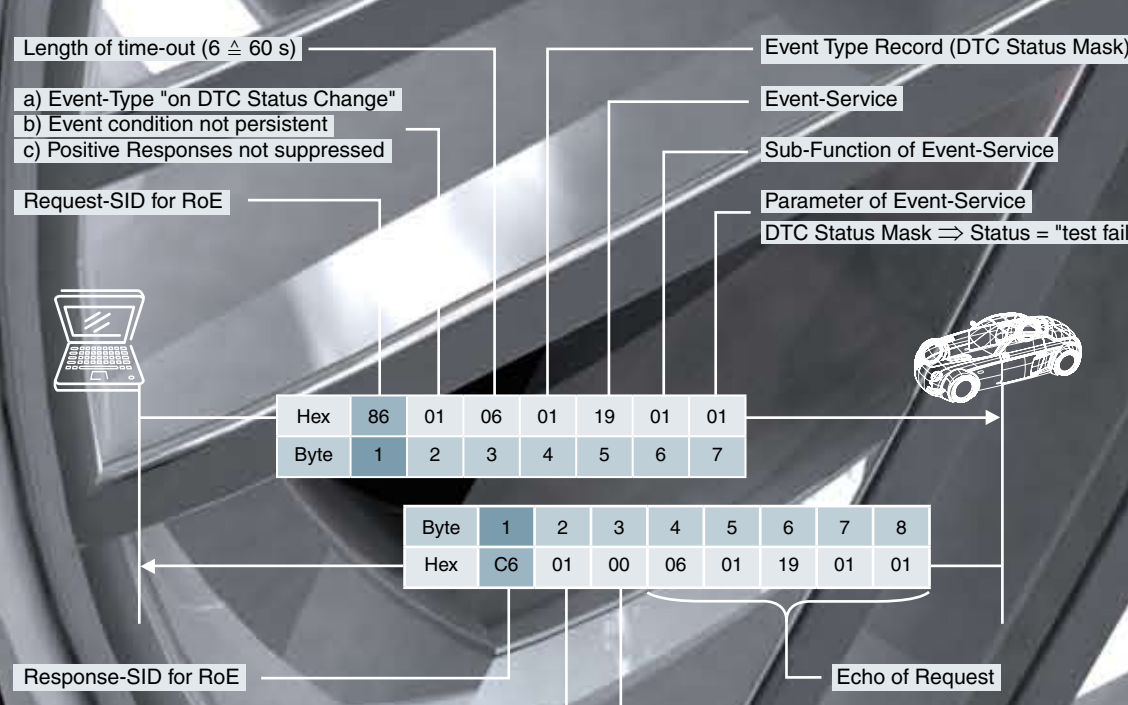 Length of time-out (6 ≙ 60 s)
Event Type Record (DTC Status Mask)
a) Event-Type "on DTC Status Change"
b) Event condition not persistent
c) Positive Responses not suppressed
Event-Service
Sub-Function of Event-Service
Request-SID for RoE
Parameter of Event-Service
DTC Status Mask ⇒ Status = "test fail
Hex 86 01 06 01 19 01 01
Byte 1 2 3 4 5 6 7
Byte 1 2 3 4 5 6 7 8
Hex C6 01 00 06 01 19 01 01
Response-SID for RoE
Echo of Request